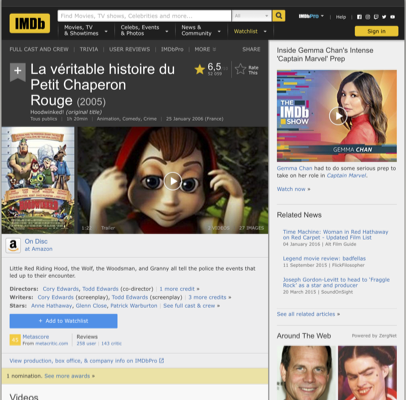 IMDb
Find Movies, TV shows, Celebrities and more...
All
IMDbPro
Help
Movies, TV
& Showtimes
Celebs, Events
& Photos
News &
Community
Watchlist
Sign in
FULL CAST AND CREW | TRIVIA | USER REVIEWS | IMDbPro | MORE
SHARE
La véritable histoire du
Petit Chaperon
Rouge (2005)
Hoodwinked! (original title)
Tous publics | 1h 20min | Animation, Comedy, Crime | 25 January 2006 (France)
6,5
Rate
This
1:21 | Trailer
2 VIDEOS
37 IMAGES
On Disc
at Amazon
Little Red Riding Hood, the Wolf, the Woodsman, and Granny all tell the police the events that
led up to their encounter.
Directors: Cory Edwards, Todd Edwards (co-director) | 1 more credit »
Writers: Cory Edwards (screenplay), Todd Edwards (screenplay) | 3 more credits »
Stars: Anne Hathaway, Glenn Close, Patrick Warburton | See full cast & crew »
+ Add to Watchlist
Metascore
From metacritic.com
Reviews
258 user | 143 critic
View production, box office, & company info on IMDbPro
1 nomination. See more awards »
Videos
Inside Gemma Chan's Intense
'Captain Marvel' Prep
THE
IMDb
SHOW
GEMMA CHAN
Gemma Chan had to do some serious prep to
take on her role in Captain Marvel.
Watch now »
Related News
Time Machine: Woman in Red Hathaway
on Red Carpet - Updated Film List
04 January 2016 | Alt Film Guide
Legend movie review: badfellas
11 September 2015 | FlickFilosopher
Joseph Gordon-Levitt to head to 'Fraggle
Rock' as a star and producer
20 March 2015 | SoundOnSight
See all related articles »
Around The Web
Powered by ZergNet